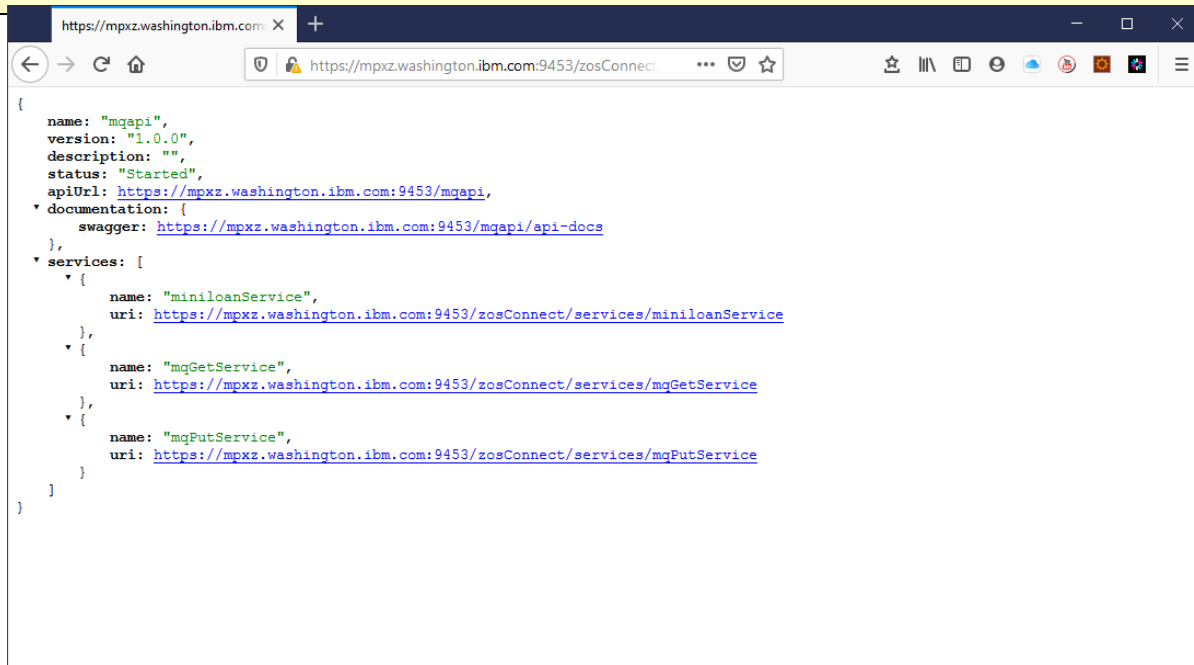 https://mpxz.washington.ibm.com
https://mpxz.washington.ibm.com:9453/zosConnect
{
name: "mqapi",
version: "1.0.0",
description: "",
status: "Started",
apiUrl: https://mpxz.washington.ibm.com:9453/mqapi,
documentation: {
swagger: https://mpxz.washington.ibm.com:9453/mqapi/api-docs
},
services: [
{
name: "miniloanService",
uri: https://mpxz.washington.ibm.com:9453/zosConnect/services/miniloanService
},
{
name: "mqGetService",
uri: https://mpxz.washington.ibm.com:9453/zosConnect/services/mqGetService
},
{
name: "mqPutService",
uri: https://mpxz.washington.ibm.com:9453/zosConnect/services/mqPutService
}
]
}